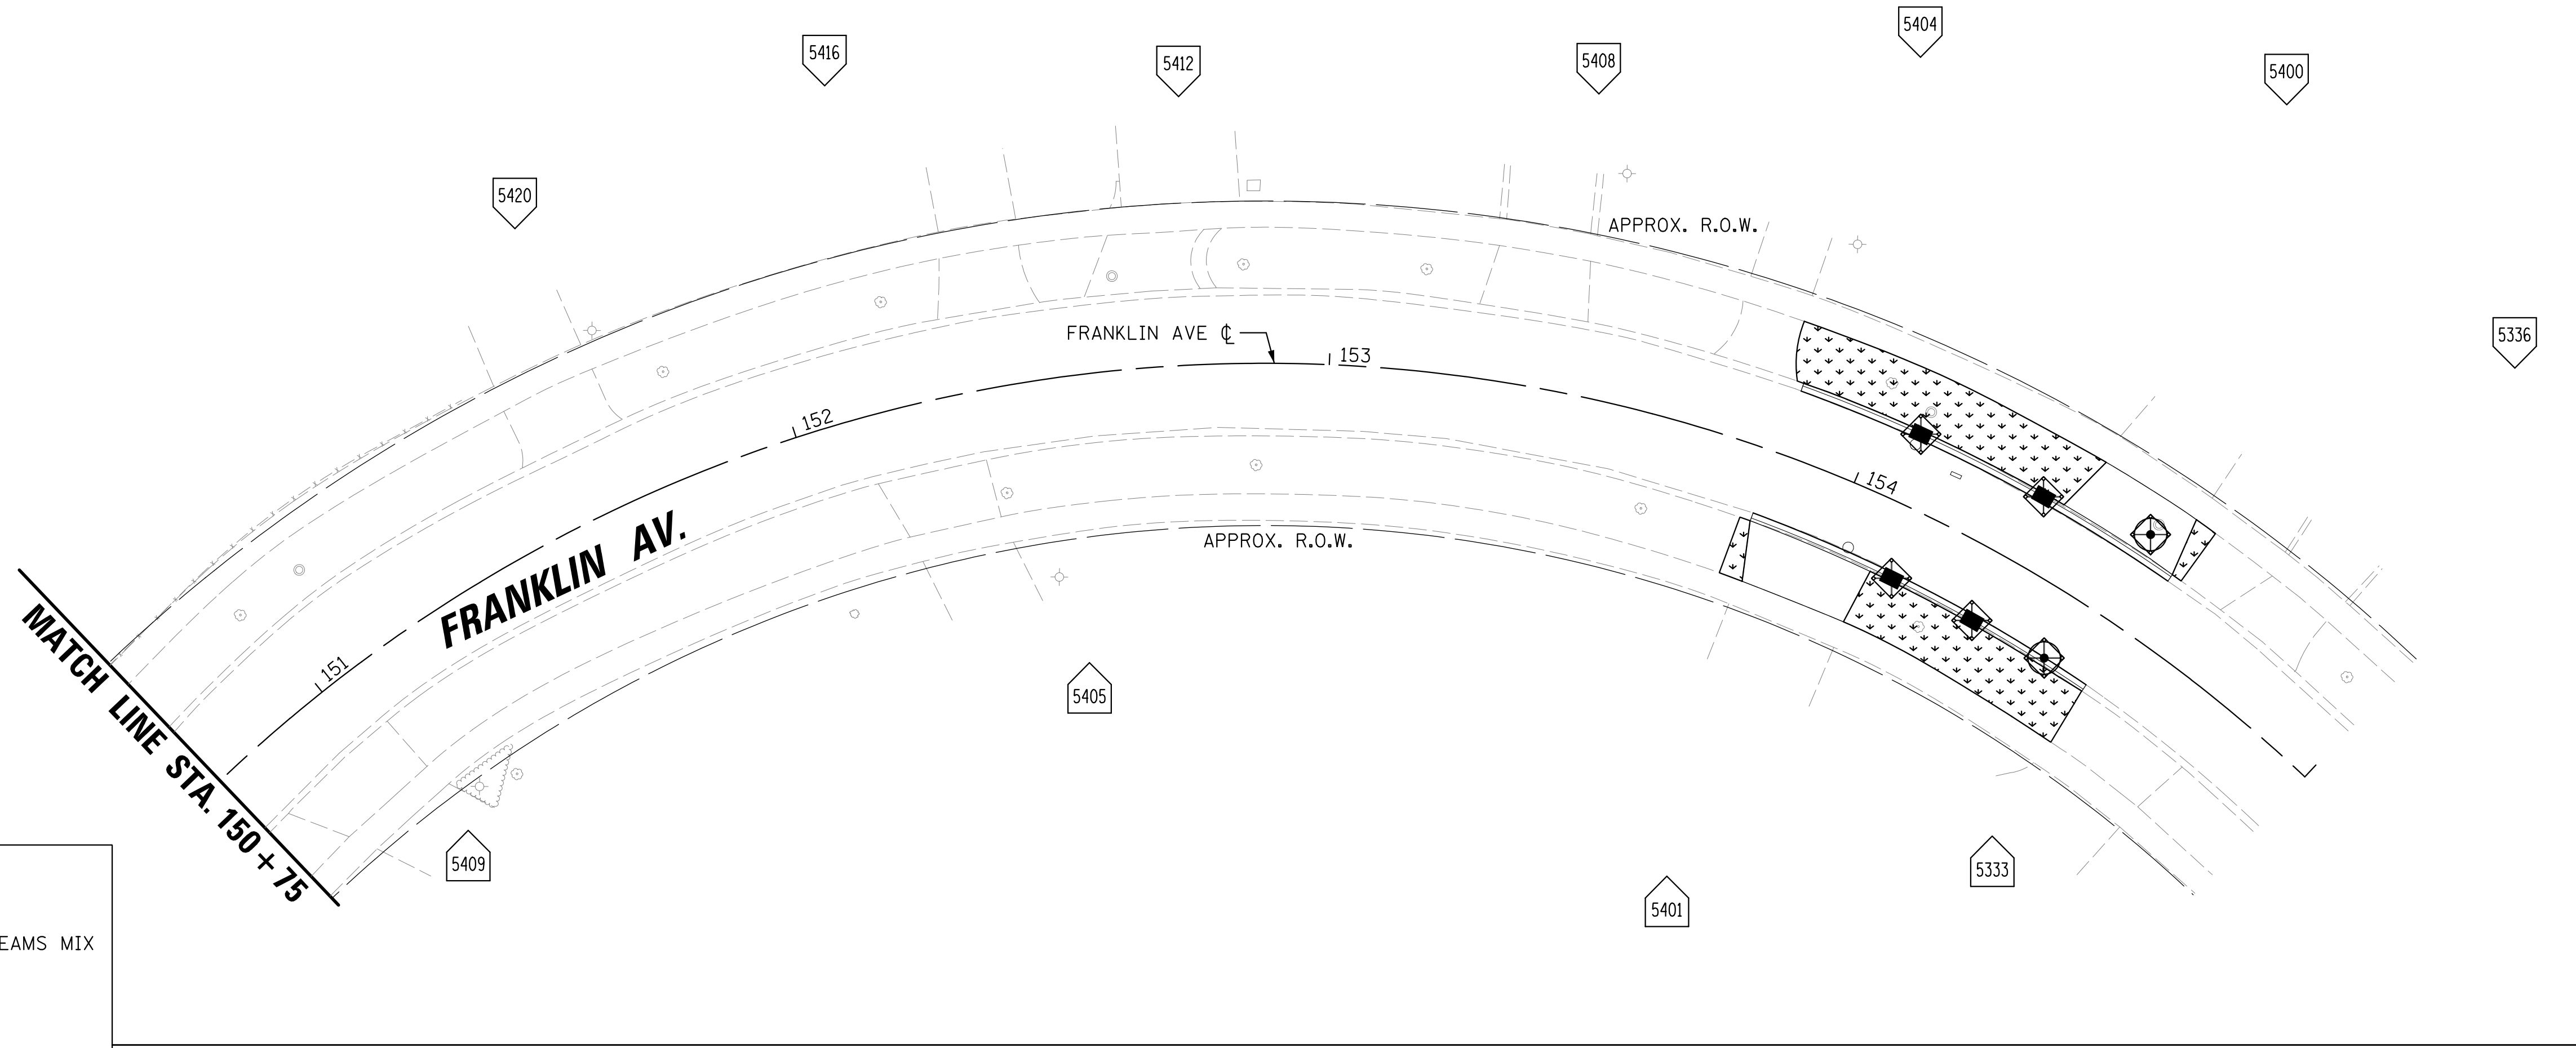 5404
5416
5412
5408
5400
5420
APPROX. R.O.W.
FRANKLIN AVE ℄
153
5336
152
154
FRANKLIN AV.
APPROX. R.O.W.
151
MATCH LINE STA. 150+75
5405
5409
5333
5401
EAMS MIX